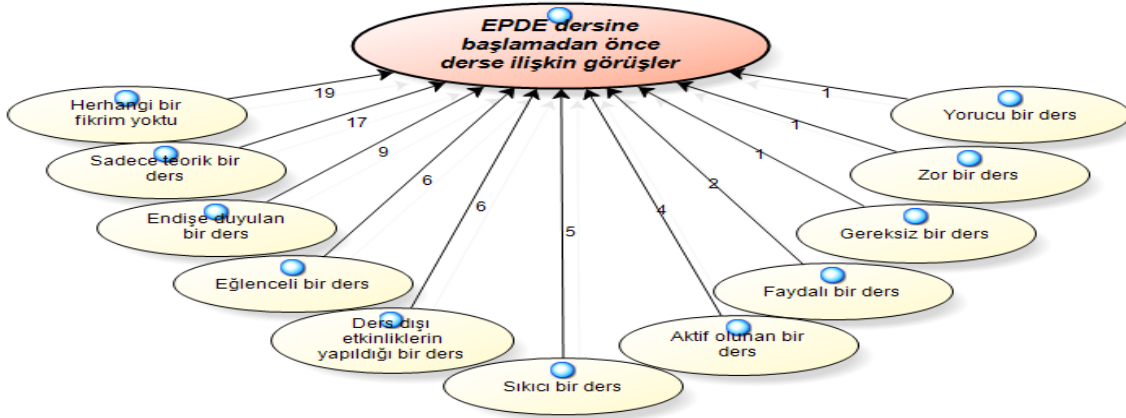 EPDE dersine
başlamadan önce
derse ilişkin görüşler
19
Herhangi bir
fikrim yoktu
17
Sadece teorik bir
ders
9
Endişe duyulan
bir ders
6
Eğlenceli bir ders
6
Ders dışı
etkinliklerin
yapıldığı bir ders
5
Sıkıcı bir ders
4
Aktif olunan bir
ders
2
Faydalı bir ders
1
Gereksiz bir ders
1
Zor bir ders
1
Yorucu bir ders